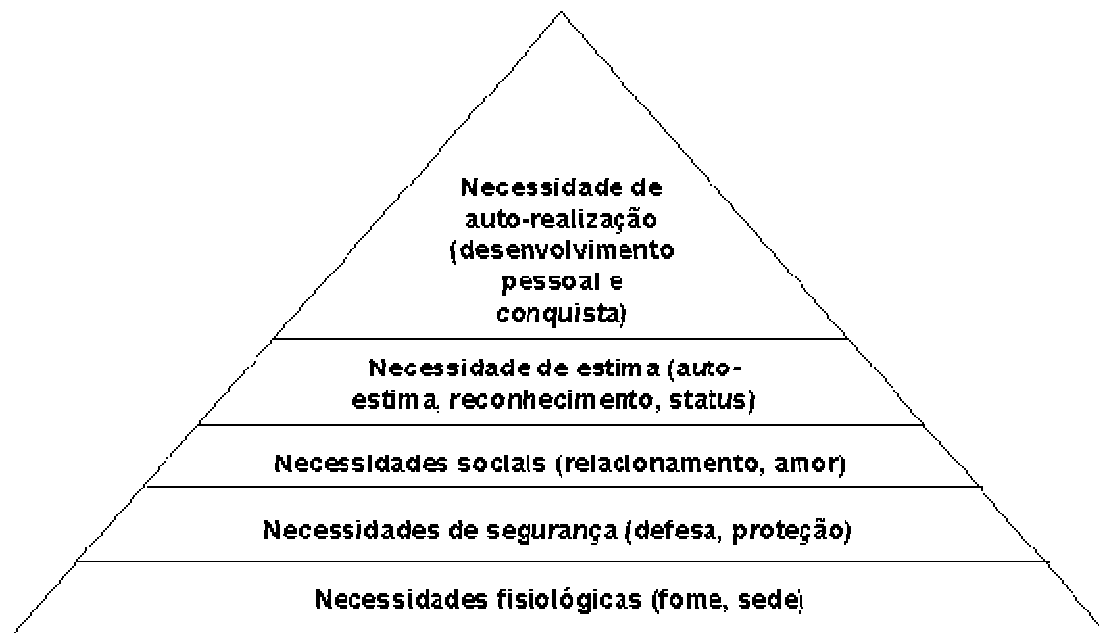 Necessidade de
auto-realização
(desenvolvimento
pessoal e
conquista)
Necessidade de estima (auto-
estima, reconhecimento, status)
Necessidades sociais (relacionamento, amor)
Necessidades de segurança (defesa, proteção)
Necessidades fisiológicas (fome, sede)